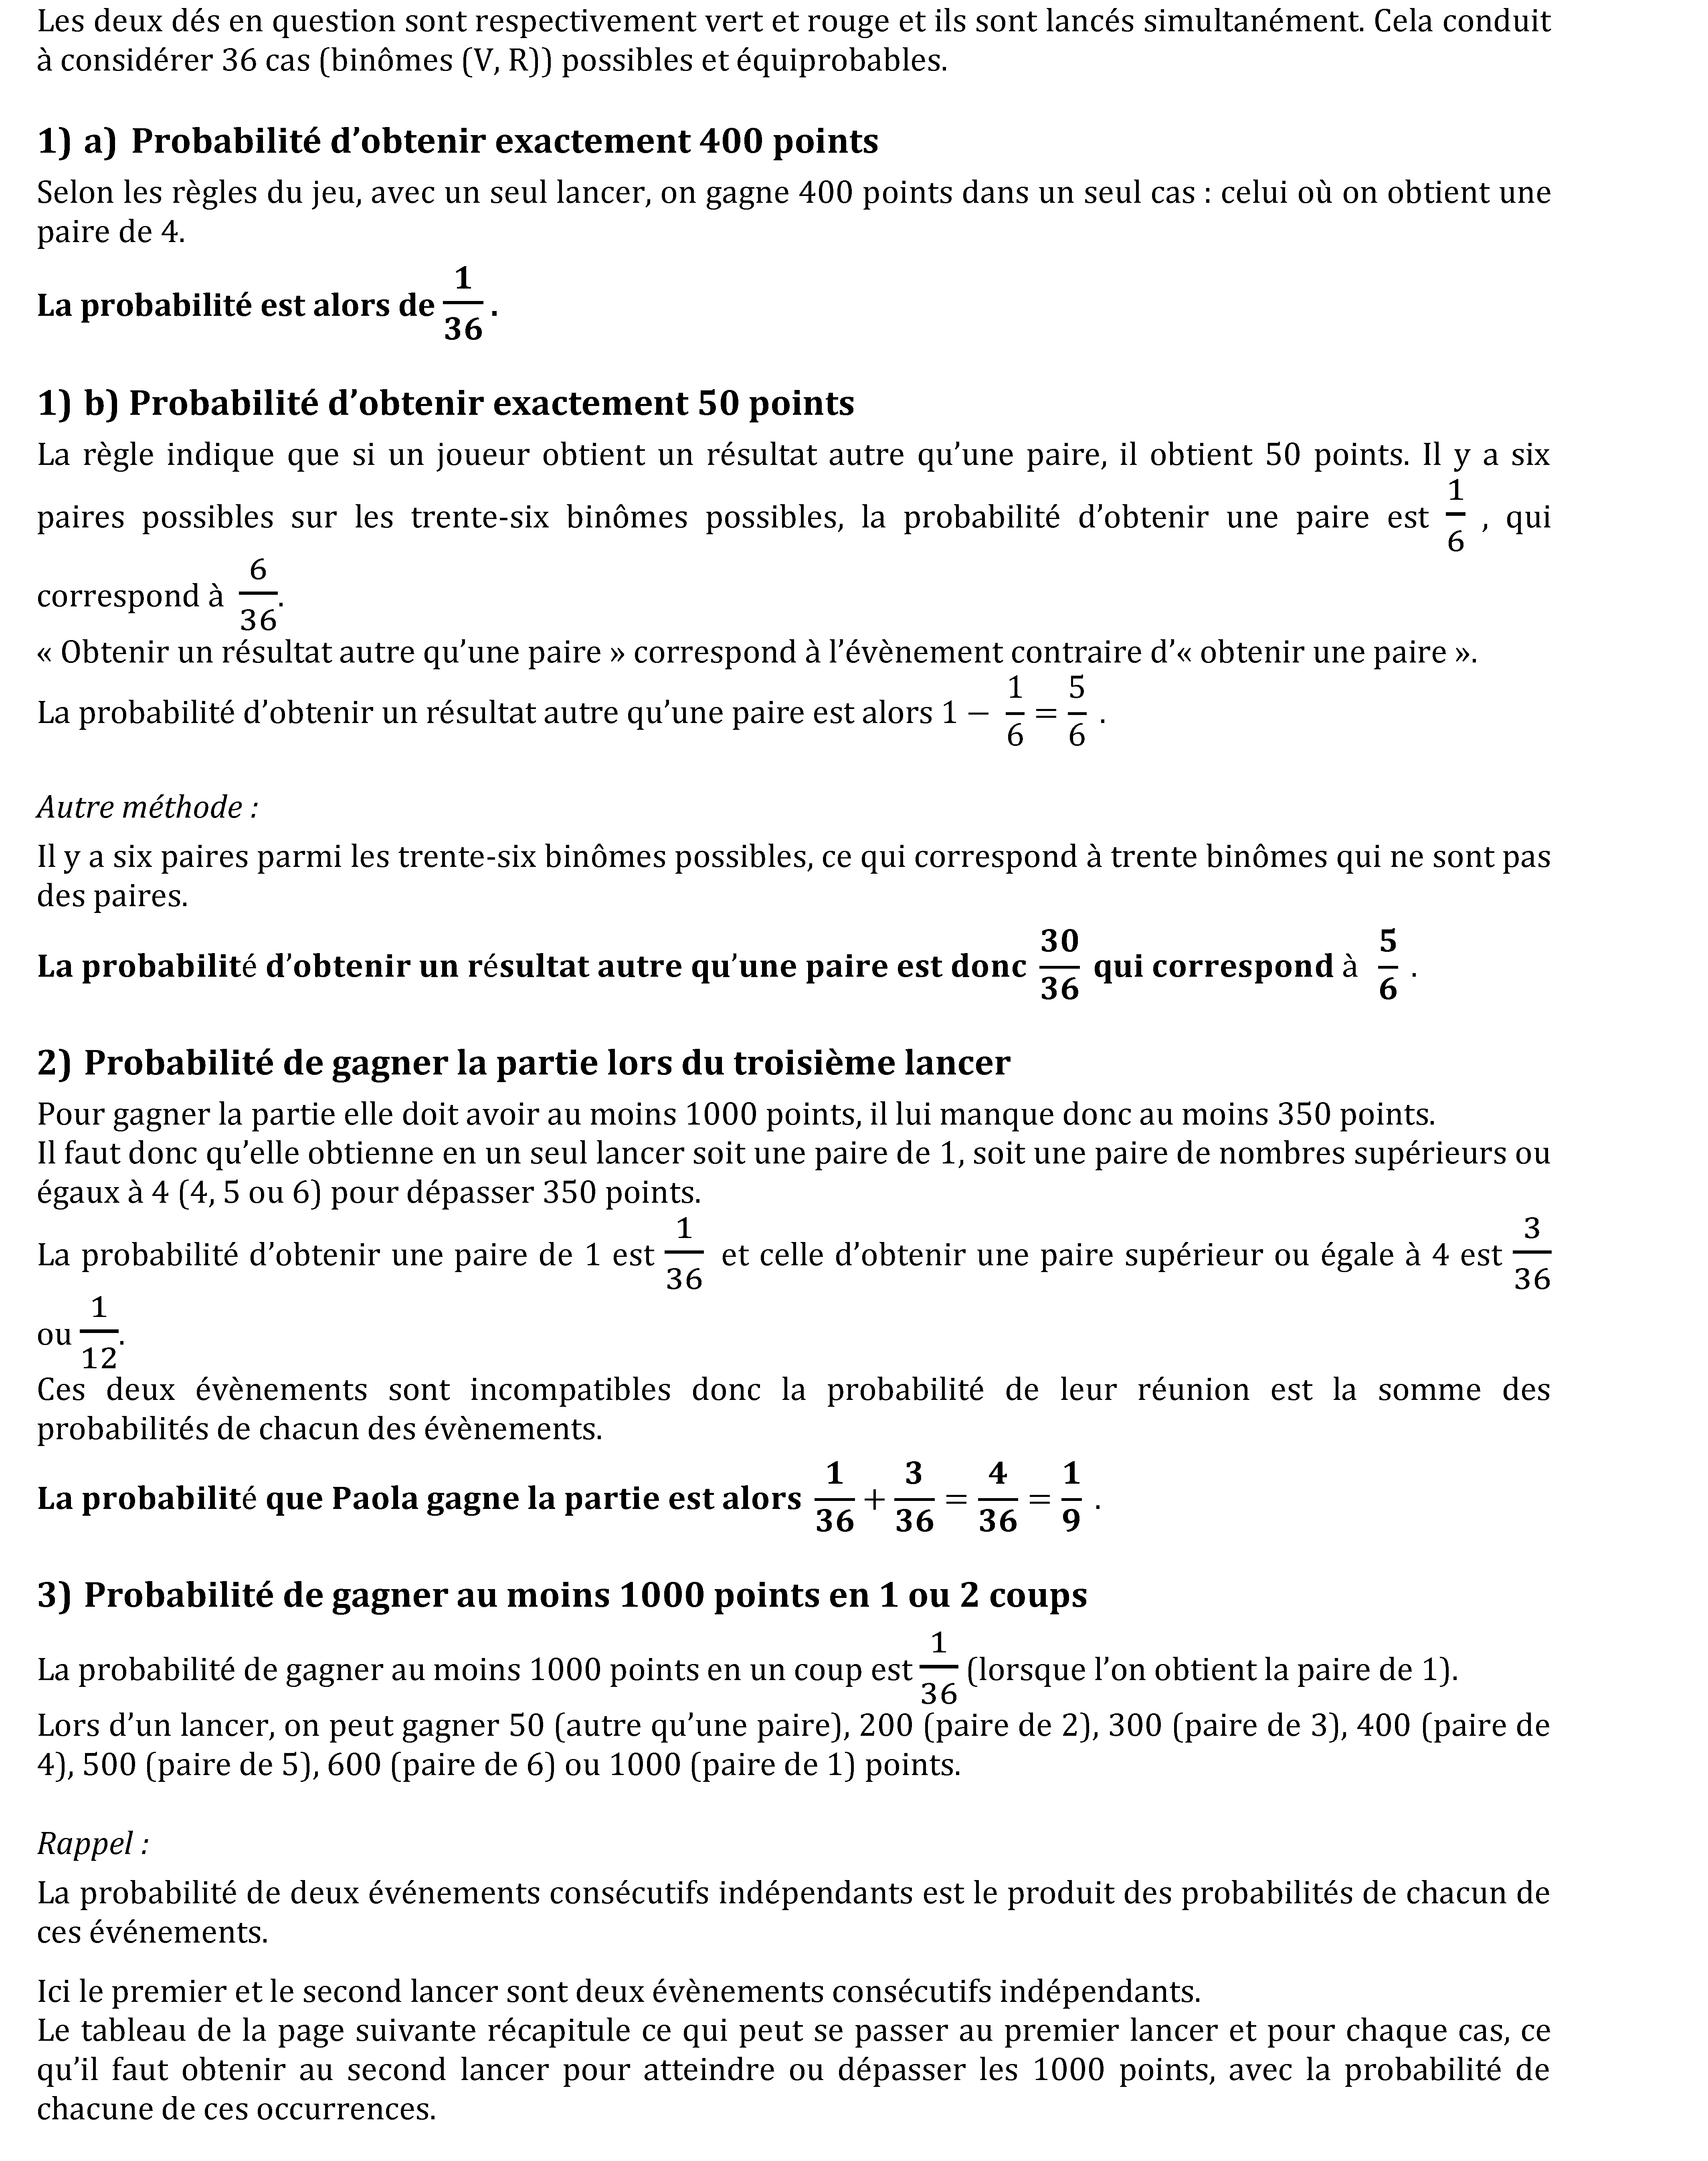 Les deux dés en question sont respectivement vert et rouge et ils sont lancés simultanément. Cela conduit
à considérer 36 cas (binômes (V, R)) possibles et équiprobables.
1) a) Probabilité d’obtenir exactement 400 points
Selon les règles du jeu, avec un seul lancer, on gagne 400 points dans un seul cas : celui où on obtient une
paire de 4.
La probabilité est alors de 1/36 .
1) b) Probabilité d’obtenir exactement 50 points
La règle indique que si un joueur obtient un résultat autre qu’une paire, il obtient 50 points. Il y a six
paires possibles sur les trente-six binômes possibles, la probabilité d’obtenir une paire est 1/6 , qui
correspond à 6/36.
« Obtenir un résultat autre qu’une paire » correspond à l’évènement contraire d’« obtenir une paire ».
La probabilité d’obtenir un résultat autre qu’une paire est alors 1 − 1/6 = 5/6 .
Autre méthode :
Il y a six paires parmi les trente-six binômes possibles, ce qui correspond à trente binômes qui ne sont pas
des paires.
La probabilité d’obtenir un résultat autre qu’une paire est donc 30/36 qui correspond à 5/6 .
2) Probabilité de gagner la partie lors du troisième lancer
Pour gagner la partie elle doit avoir au moins 1000 points, il lui manque donc au moins 350 points.
Il faut donc qu’elle obtienne en un seul lancer soit une paire de 1, soit une paire de nombres supérieurs ou
égaux à 4 (4, 5 ou 6) pour dépasser 350 points.
La probabilité d’obtenir une paire de 1 est 1/36 et celle d’obtenir une paire supérieur ou égale à 4 est 3/36
ou 1/12.
Ces deux évènements sont incompatibles donc la probabilité de leur réunion est la somme des
probabilités de chacun des évènements.
La probabilité que Paola gagne la partie est alors 1/36 + 3/36 = 4/36 = 1/9 .
3) Probabilité de gagner au moins 1000 points en 1 ou 2 coups
La probabilité de gagner au moins 1000 points en un coup est 1/36 (lorsque l’on obtient la paire de 1).
Lors d’un lancer, on peut gagner 50 (autre qu’une paire), 200 (paire de 2), 300 (paire de 3), 400 (paire de
4), 500 (paire de 5), 600 (paire de 6) ou 1000 (paire de 1) points.
Rappel :
La probabilité de deux événements consécutifs indépendants est le produit des probabilités de chacun de
ces événements.
Ici le premier et le second lancer sont deux évènements consécutifs indépendants.
Le tableau de la page suivante récapitule ce qui peut se passer au premier lancer et pour chaque cas, ce
qu’il faut obtenir au second lancer pour atteindre ou dépasser les 1000 points, avec la probabilité de
chacune de ces occurrences.